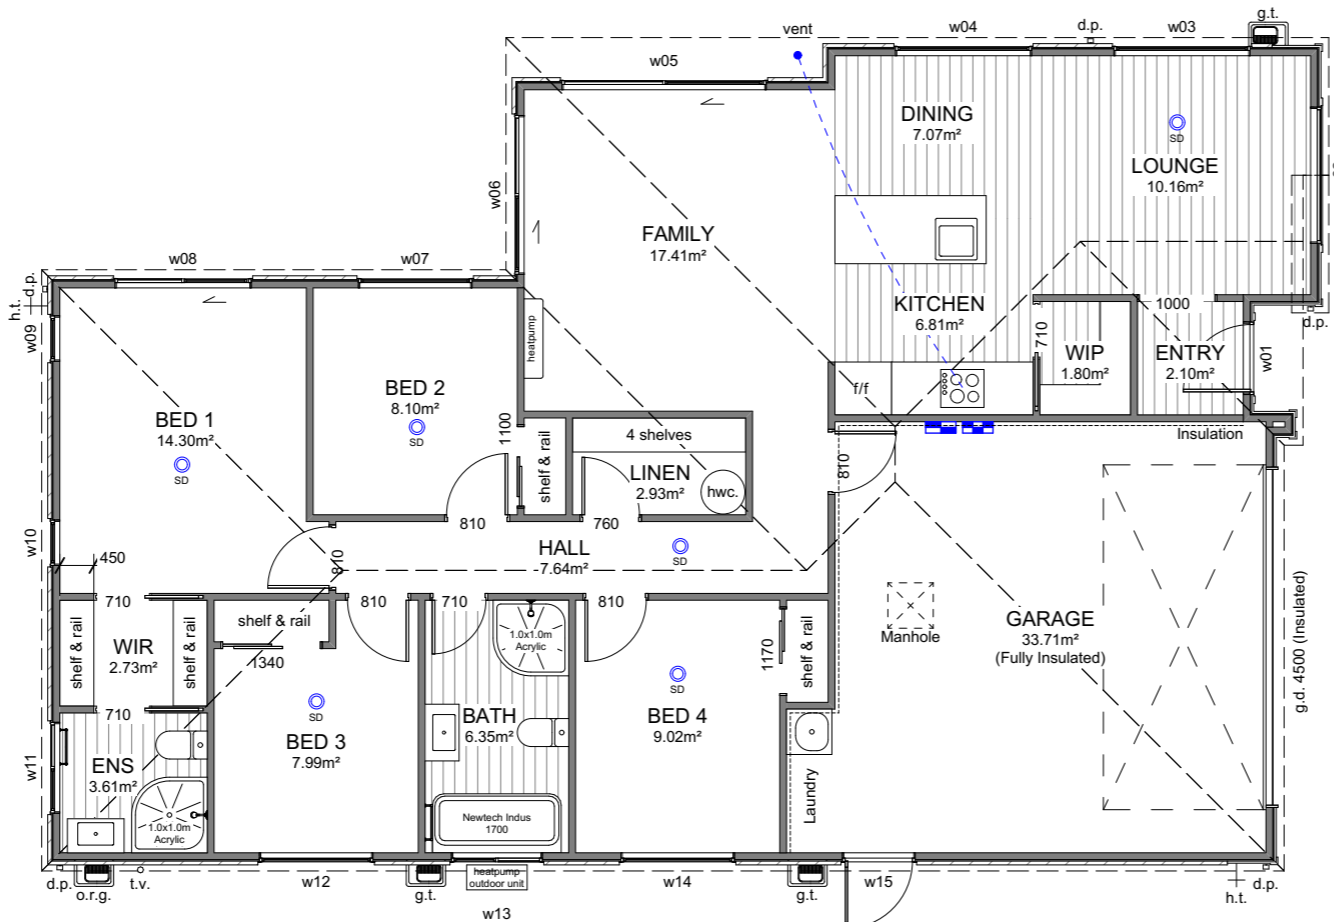 g.t.
vent
w04
d.p.
w03
w05
DINING
7.07m²
SD
LOUNGE
10.16m²
w06
FAMILY
17.41m²
w08
w07
d.p.
h.t.
KITCHEN
6.81m²
1000
d.p.
w09
heatpump
710
WIP
1.80m²
ENTRY
2.10m²
w01
BED 2
8.10m²
SD
f/f
BED 1
14.30m²
SD
1100
shelf & rail
4 shelves
LINEN
2.93m²
hwc.
810
Insulation
w10
450
810
810
760
HALL
7.64m²
SD
710
shelf & rail
WIR
2.73m²
shelf & rail
710
shelf & rail
1340
810
710
1.0x1.0m
Acrylic
810
1170
shelf & rail
Manhole
GARAGE
33.71m²
(Fully Insulated)
g.d. 4500 (Insulated)
SD
BED 3
7.99m²
BATH
6.35m²
SD
BED 4
9.02m²
w11
ENS
3.61m²
1.0x1.0m
Acrylic
Newtech Indus
1700
Laundry
d.p.
o.r.g.
t.v.
w12
g.t.
heatpump
outdoor unit
w13
w14
g.t.
w15
h.t.
d.p.